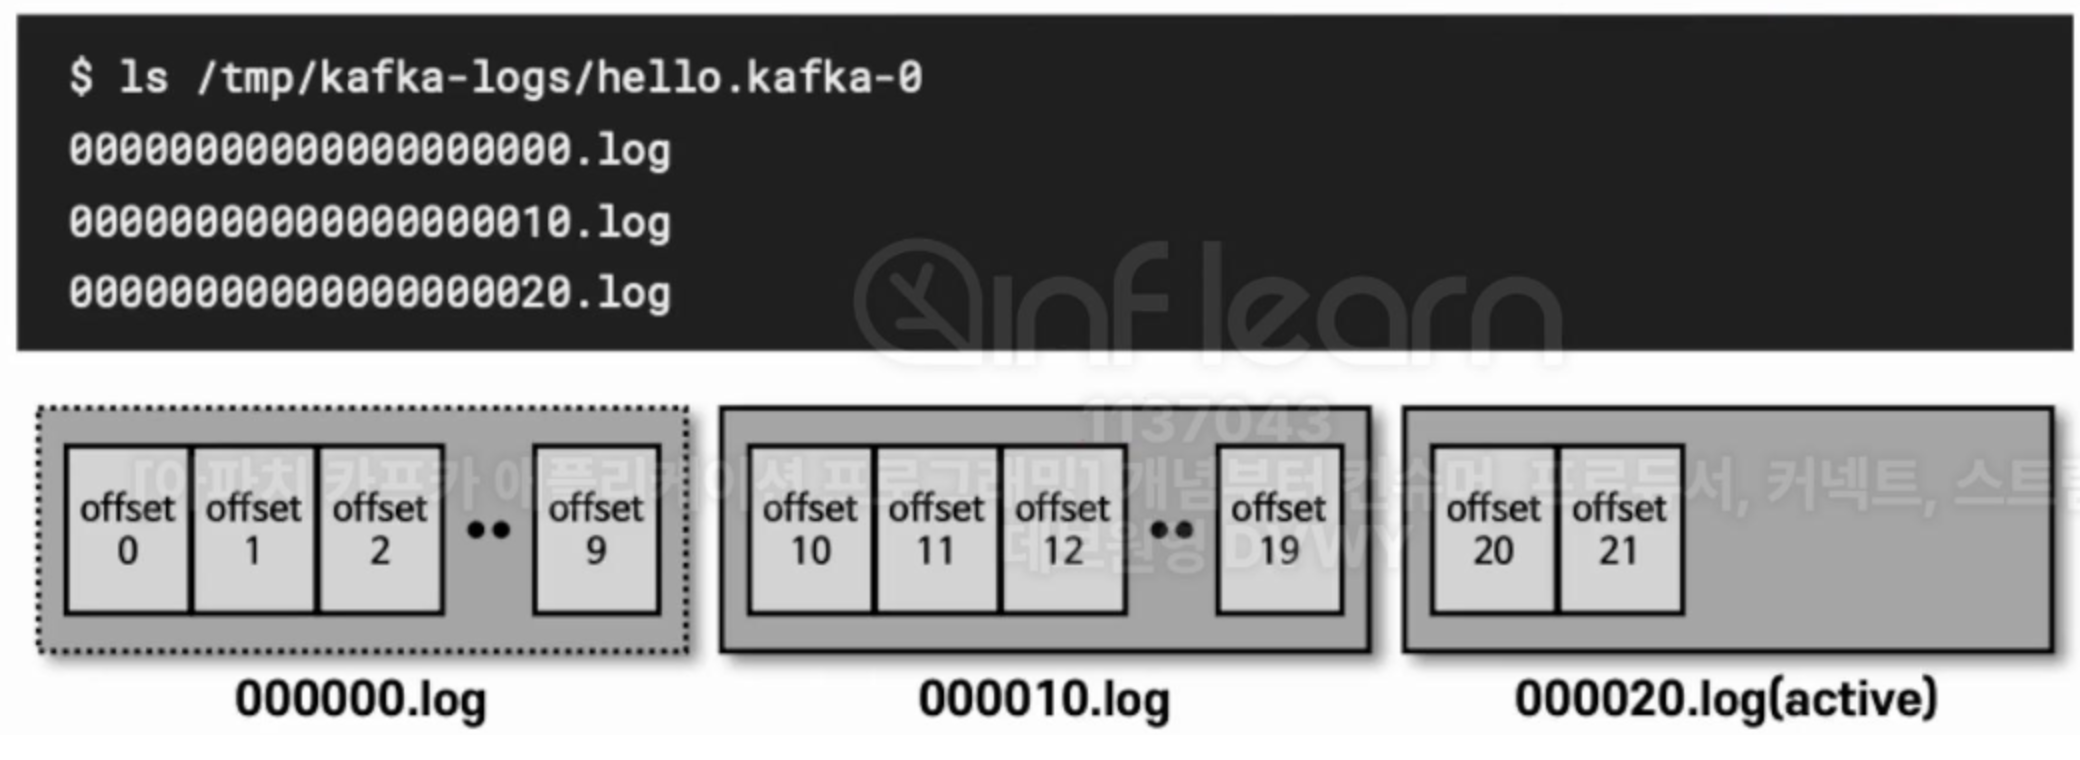 $ ls /tmp/kafka-logs/hello.kafka-0
00000000000000000000.log
00000000000000000010.log
00000000000000000020.log
inflearn
1137043
[아파치 카프카 애플리케이션 프로그래밍] 개념부터 컨슈머, 프로듀서, 커넥트, 스트림
데브원영 DVWY
offset 0
offset 1
offset 2
••
offset 9
offset 10
offset 11
offset 12
••
offset 19
offset 20
offset 21
000000.log
000010.log
000020.log(active)